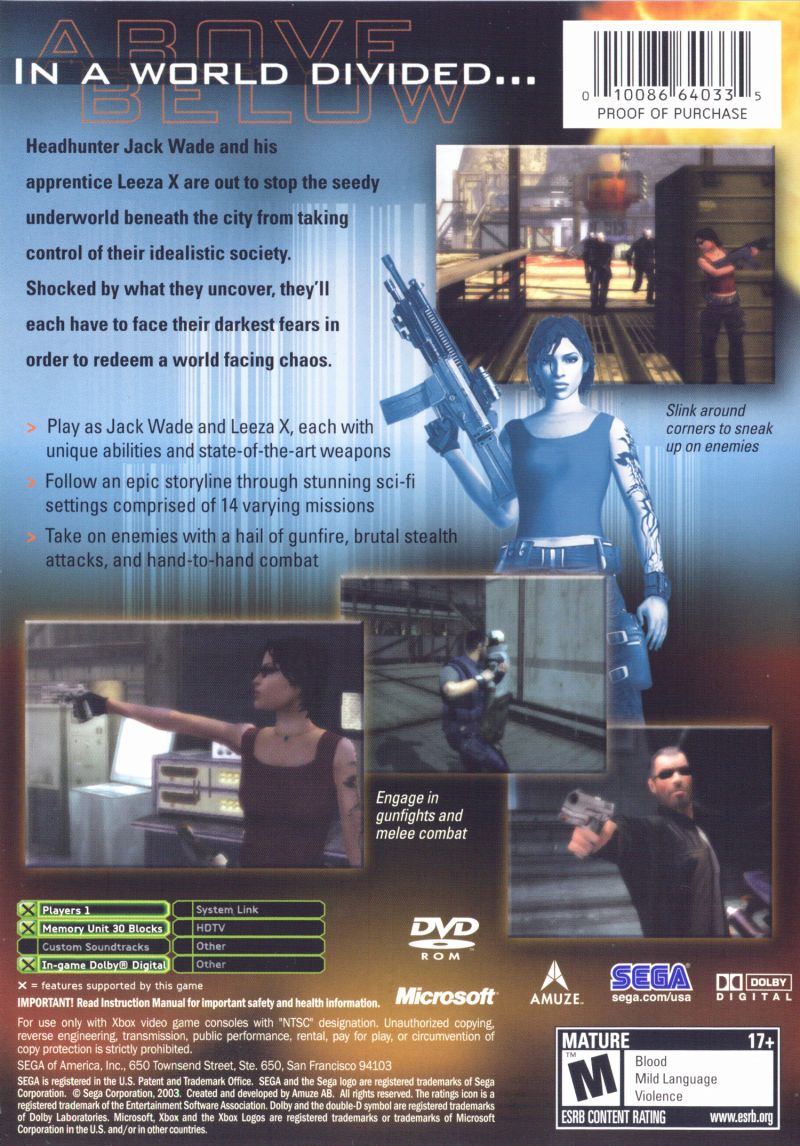 ABOVE
IN A WORLD DIVIDED...
BELOW
0 10086 64033 5
PROOF OF PURCHASE
Headhunter Jack Wade and his
apprentice Leeza X are out to stop the seedy
underworld beneath the city from taking
control of their idealistic society.
Shocked by what they uncover, they'll
each have to face their darkest fears in
order to redeem a world facing chaos.
> Play as Jack Wade and Leeza X, each with
unique abilities and state-of-the-art weapons
> Follow an epic storyline through stunning sci-fi
settings comprised of 14 varying missions
> Take on enemies with a hail of gunfire, brutal stealth
attacks, and hand-to-hand combat
Slink around
corners to sneak
up on enemies
Engage in
gunfights and
melee combat
X Players 1
System Link
X Memory Unit 30 Blocks
HDTV
Custom Soundtracks
Other
X In-game Dolby® Digital
Other
X = features supported by this game
IMPORTANT! Read Instruction Manual for important safety and health information.
For use only with Xbox video game consoles with "NTSC" designation. Unauthorized copying,
reverse engineering, transmission, public performance, rental, pay for play, or circumvention of
copy protection is strictly prohibited.
SEGA of America, Inc., 650 Townsend Street, Ste. 650, San Francisco 94103
SEGA is registered in the U.S. Patent and Trademark Office. SEGA and the Sega logo are registered trademarks of Sega
Corporation. © Sega Corporation, 2003. Created and developed by Amuze AB. All rights reserved. The ratings icon is a
registered trademark of the Entertainment Software Association. Dolby and the double-D symbol are registered trademarks
of Dolby Laboratories. Microsoft, Xbox and the Xbox Logos are registered trademarks or trademarks of Microsoft
Corporation in the U.S. and/or in other countries.
DVD
ROM
Microsoft®
AMUZE™
SEGA®
sega.com/usa
DOLBY
DIGITAL
MATURE 17+
M™
Blood
Mild Language
Violence
ESRB CONTENT RATING www.esrb.org